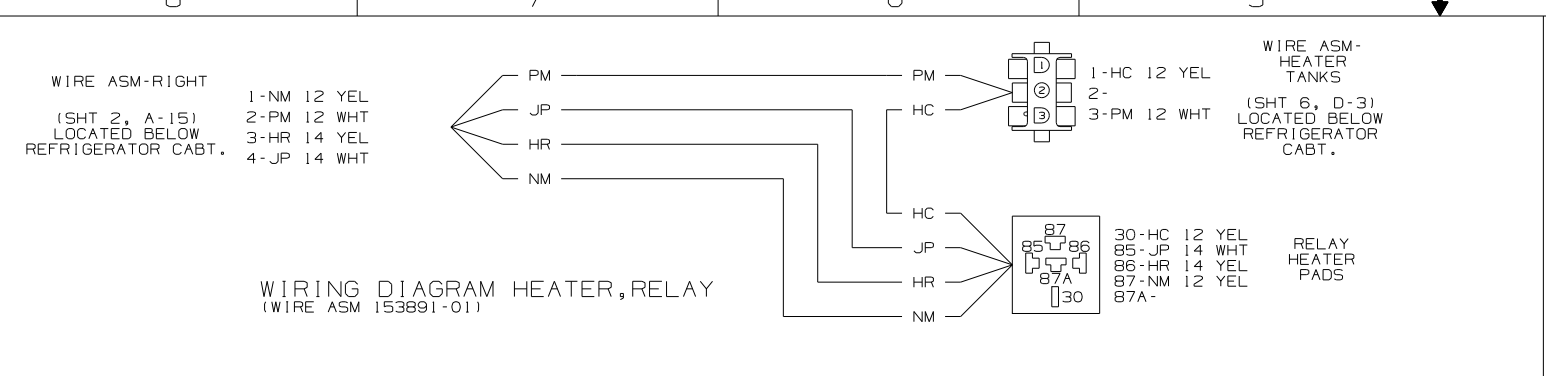 WIRE ASM-RIGHT
(SHT 2, A-15)
LOCATED BELOW
REFRIGERATOR CABT.
1-NM 12 YEL
2-PM 12 WHT
3-HR 14 YEL
4-JP 14 WHT
PM
JP
HR
NM
PM
HC
1
2
3
1-HC 12 YEL
2-
3-PM 12 WHT
WIRE ASM-
HEATER
TANKS
(SHT 6, D-3)
LOCATED BELOW
REFRIGERATOR
CABT.
HC
JP
HR
NM
87
85 86
87A
30
30-HC 12 YEL
85-JP 14 WHT
86-HR 14 YEL
87-NM 12 YEL
87A-
RELAY
HEATER
PADS
WIRING DIAGRAM HEATER,RELAY
(WIRE ASM 153891-01)